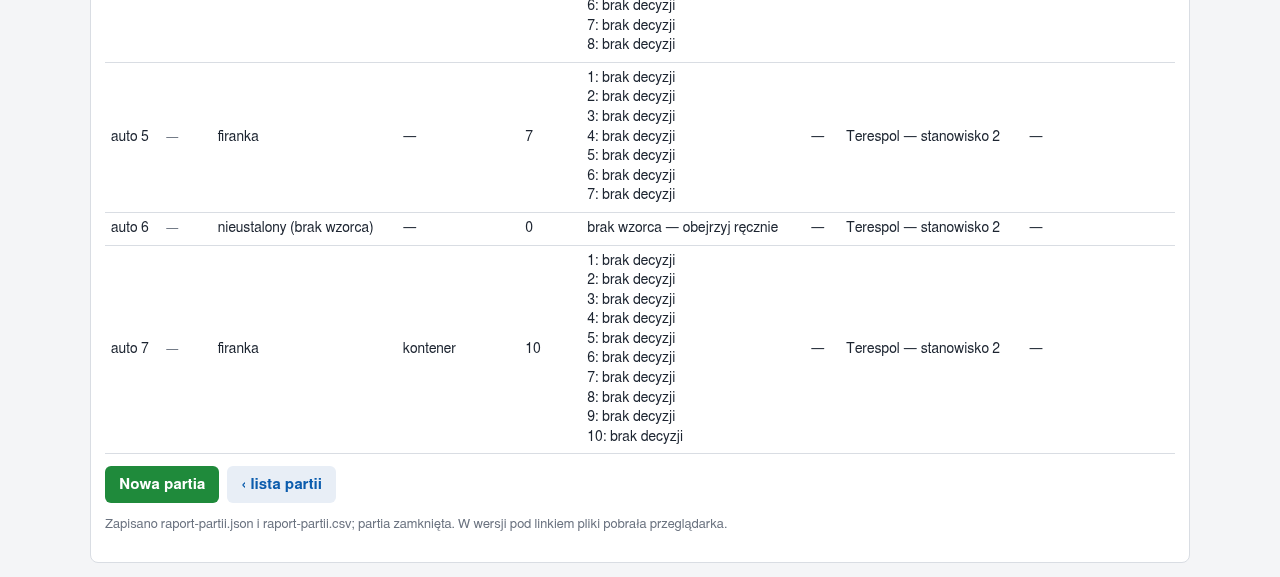 6: brak decyzji
7: brak decyzji
8: brak decyzji
auto 5 — firanka — 7 1: brak decyzji
2: brak decyzji
3: brak decyzji
4: brak decyzji
5: brak decyzji
6: brak decyzji
7: brak decyzji
— Terespol — stanowisko 2 —
auto 6 — nieustalony (brak wzorca) — 0 brak wzorca — obejrzyj ręcznie — Terespol — stanowisko 2 —
auto 7 — firanka kontener 10 1: brak decyzji
2: brak decyzji
3: brak decyzji
4: brak decyzji
5: brak decyzji
6: brak decyzji
7: brak decyzji
8: brak decyzji
9: brak decyzji
10: brak decyzji
— Terespol — stanowisko 2 —
Nowa partia ‹ lista partii
Zapisano raport-partii.json i raport-partii.csv; partia zamknięta. W wersji pod linkiem pliki pobrała przeglądarka.